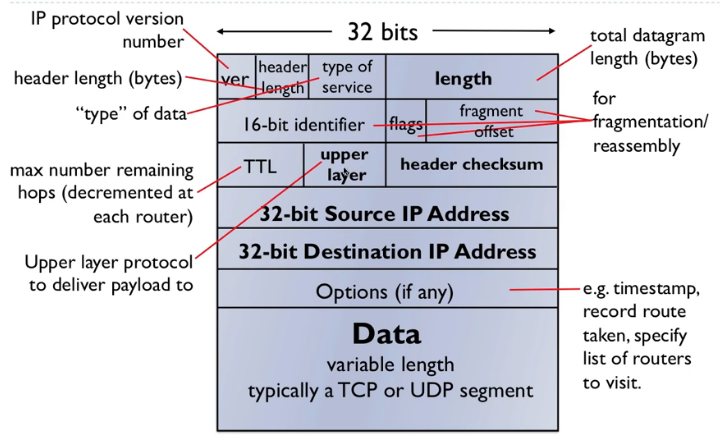 32 bits
IP protocol version
number
header length (bytes)
"type" of data
max number remaining
hops (decremented at
each router)
Upper layer protocol
to deliver payload to
ver
header
length
type of
service
length
16-bit identifier
flags
fragment
offset
TTL
upper
layer
header checksum
32-bit Source IP Address
32-bit Destination IP Address
Options (if any)
Data
variable length
typically a TCP or UDP segment
total datagram
length (bytes)
for
fragmentation/
reassembly
e.g. timestamp,
record route
taken, specify
list of routers
to visit.